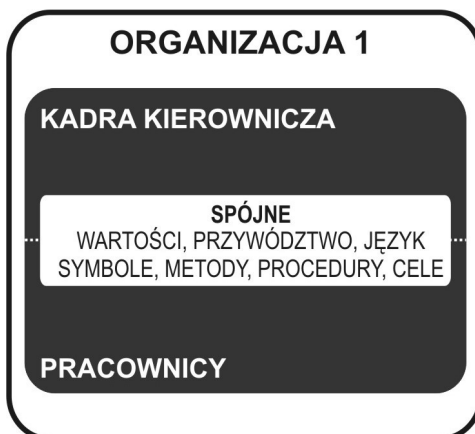 ORGANIZACJA 1
KADRA KIEROWNICZA
SPÓJNE
WARTOŚCI, PRZYWÓDZTWO, JĘZYK
SYMBOLE, METODY, PROCEDURY, CELE
PRACOWNICY